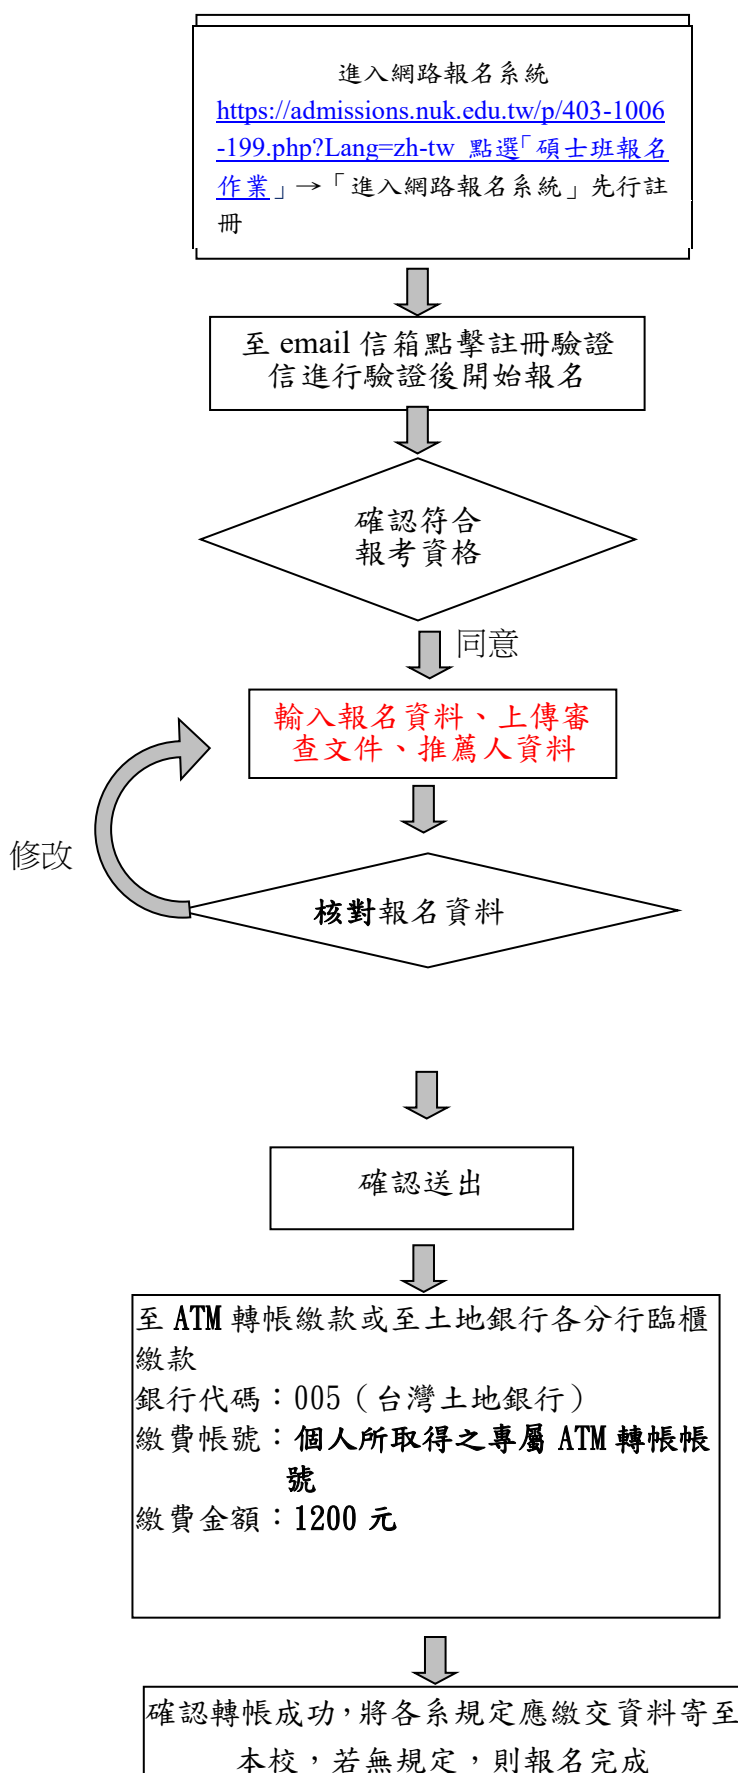 進入網路報名系統
https://admissions.nuk.edu.tw/p/403-1006
-199.php?Lang=zh-tw 點選「碩士班報名
作業」→「進入網路報名系統」先行註
冊
至 email 信箱點擊註冊驗證
信進行驗證後開始報名
確認符合
報考資格
同意
輸入報名資料、上傳審
查文件、推薦人資料
修改
核對報名資料
確認送出
至 ATM 轉帳繳款或至土地銀行各分行臨櫃
繳款
銀行代碼：005（台灣土地銀行）
繳費帳號：個人所取得之專屬 ATM 轉帳帳
號
繳費金額：1200 元
確認轉帳成功，將各系規定應繳交資料寄至
本校，若無規定，則報名完成